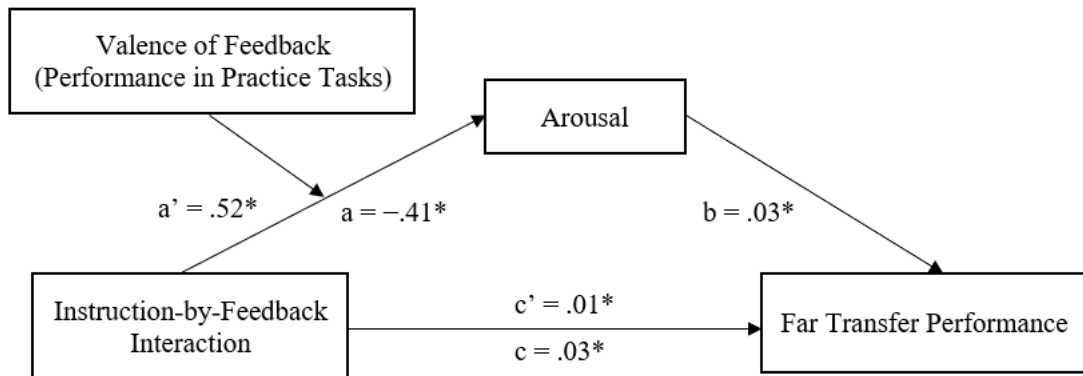 Valence of Feedback
(Performance in Practice Tasks)
Arousal
a’ = .52*
a = −.41*
b = .03*
Instruction-by-Feedback
Interaction
c’ = .01*
c = .03*
Far Transfer Performance